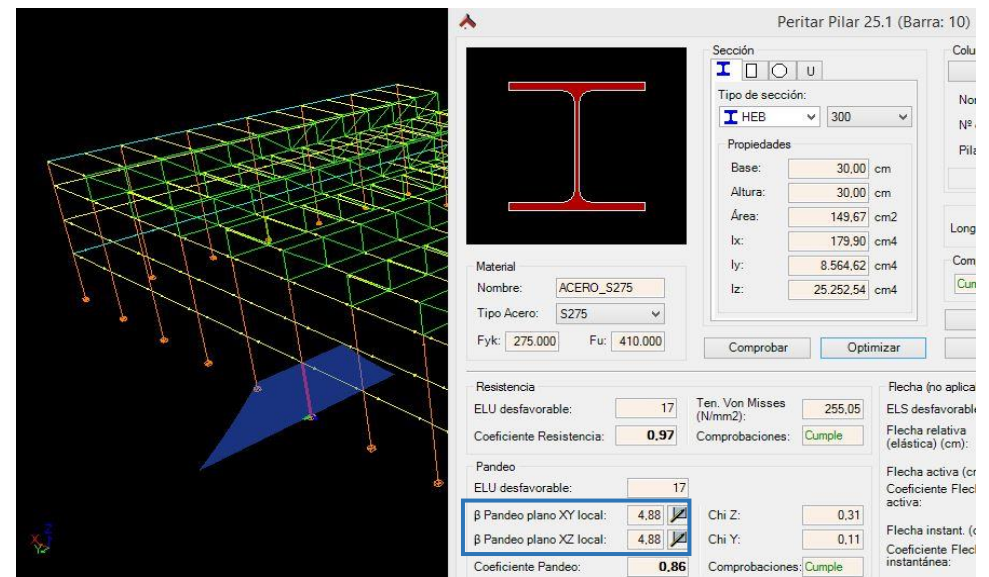 Peritar Pilar 25.1 (Barra: 10)
Sección
U
Tipo de sección:
HEB 300
Propiedades
Base: 30,00 cm
Altura: 30,00 cm
Área: 149,67 cm2
Ix: 179,90 cm4
Iy: 8.564,62 cm4
Iz: 25.252,54 cm4
Colu
Nor
Nº
Pila
Long
Com
Cum
Material
Nombre: ACERO_S275
Tipo Acero: S275
Fyk: 275.000 Fu: 410.000
Comprobar Optimizar
Resistencia
ELU desfavorable: 17
Coeficiente Resistencia: 0,97
Ten. Von Misses
(N/mm2): 255,05
Comprobaciones: Cumple
Pandeo
ELU desfavorable: 17
β Pandeo plano XY local: 4,88
β Pandeo plano XZ local: 4,88
Coeficiente Pandeo: 0,86
Chi Z: 0,31
Chi Y: 0,11
Comprobaciones: Cumple
Flecha (no aplica
ELS desfavorable
Flecha relativa
(elástica) (cm):
Flecha activa (cr
Coeficiente Flec
activa:
Flecha instant. (c
Coeficiente Flec
instantánea:
X
Z
Y